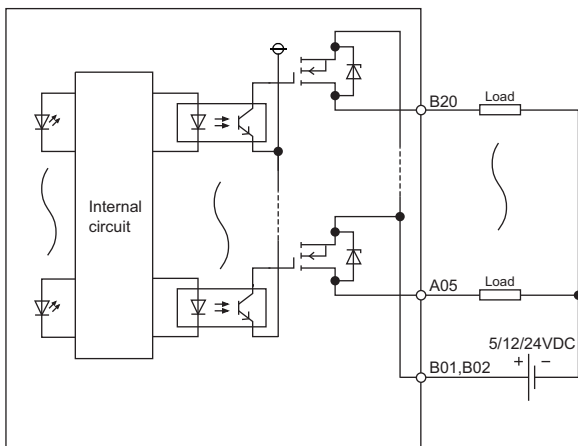 B20
Load
Internal
circuit
A05
Load
5/12/24VDC
+ −
B01,B02